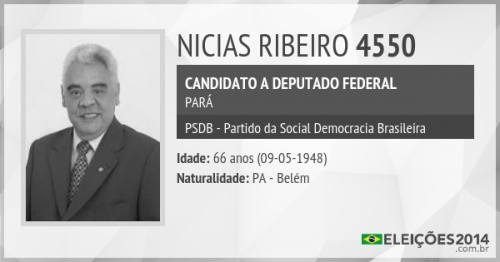 NICIAS RIBEIRO 4550
CANDIDATO A DEPUTADO FEDERAL
PARÁ
PSDB - Partido da Social Democracia Brasileira
Idade: 66 anos (09-05-1948)
Naturalidade: PA - Belém
ELEIÇÕES2014
.com.br